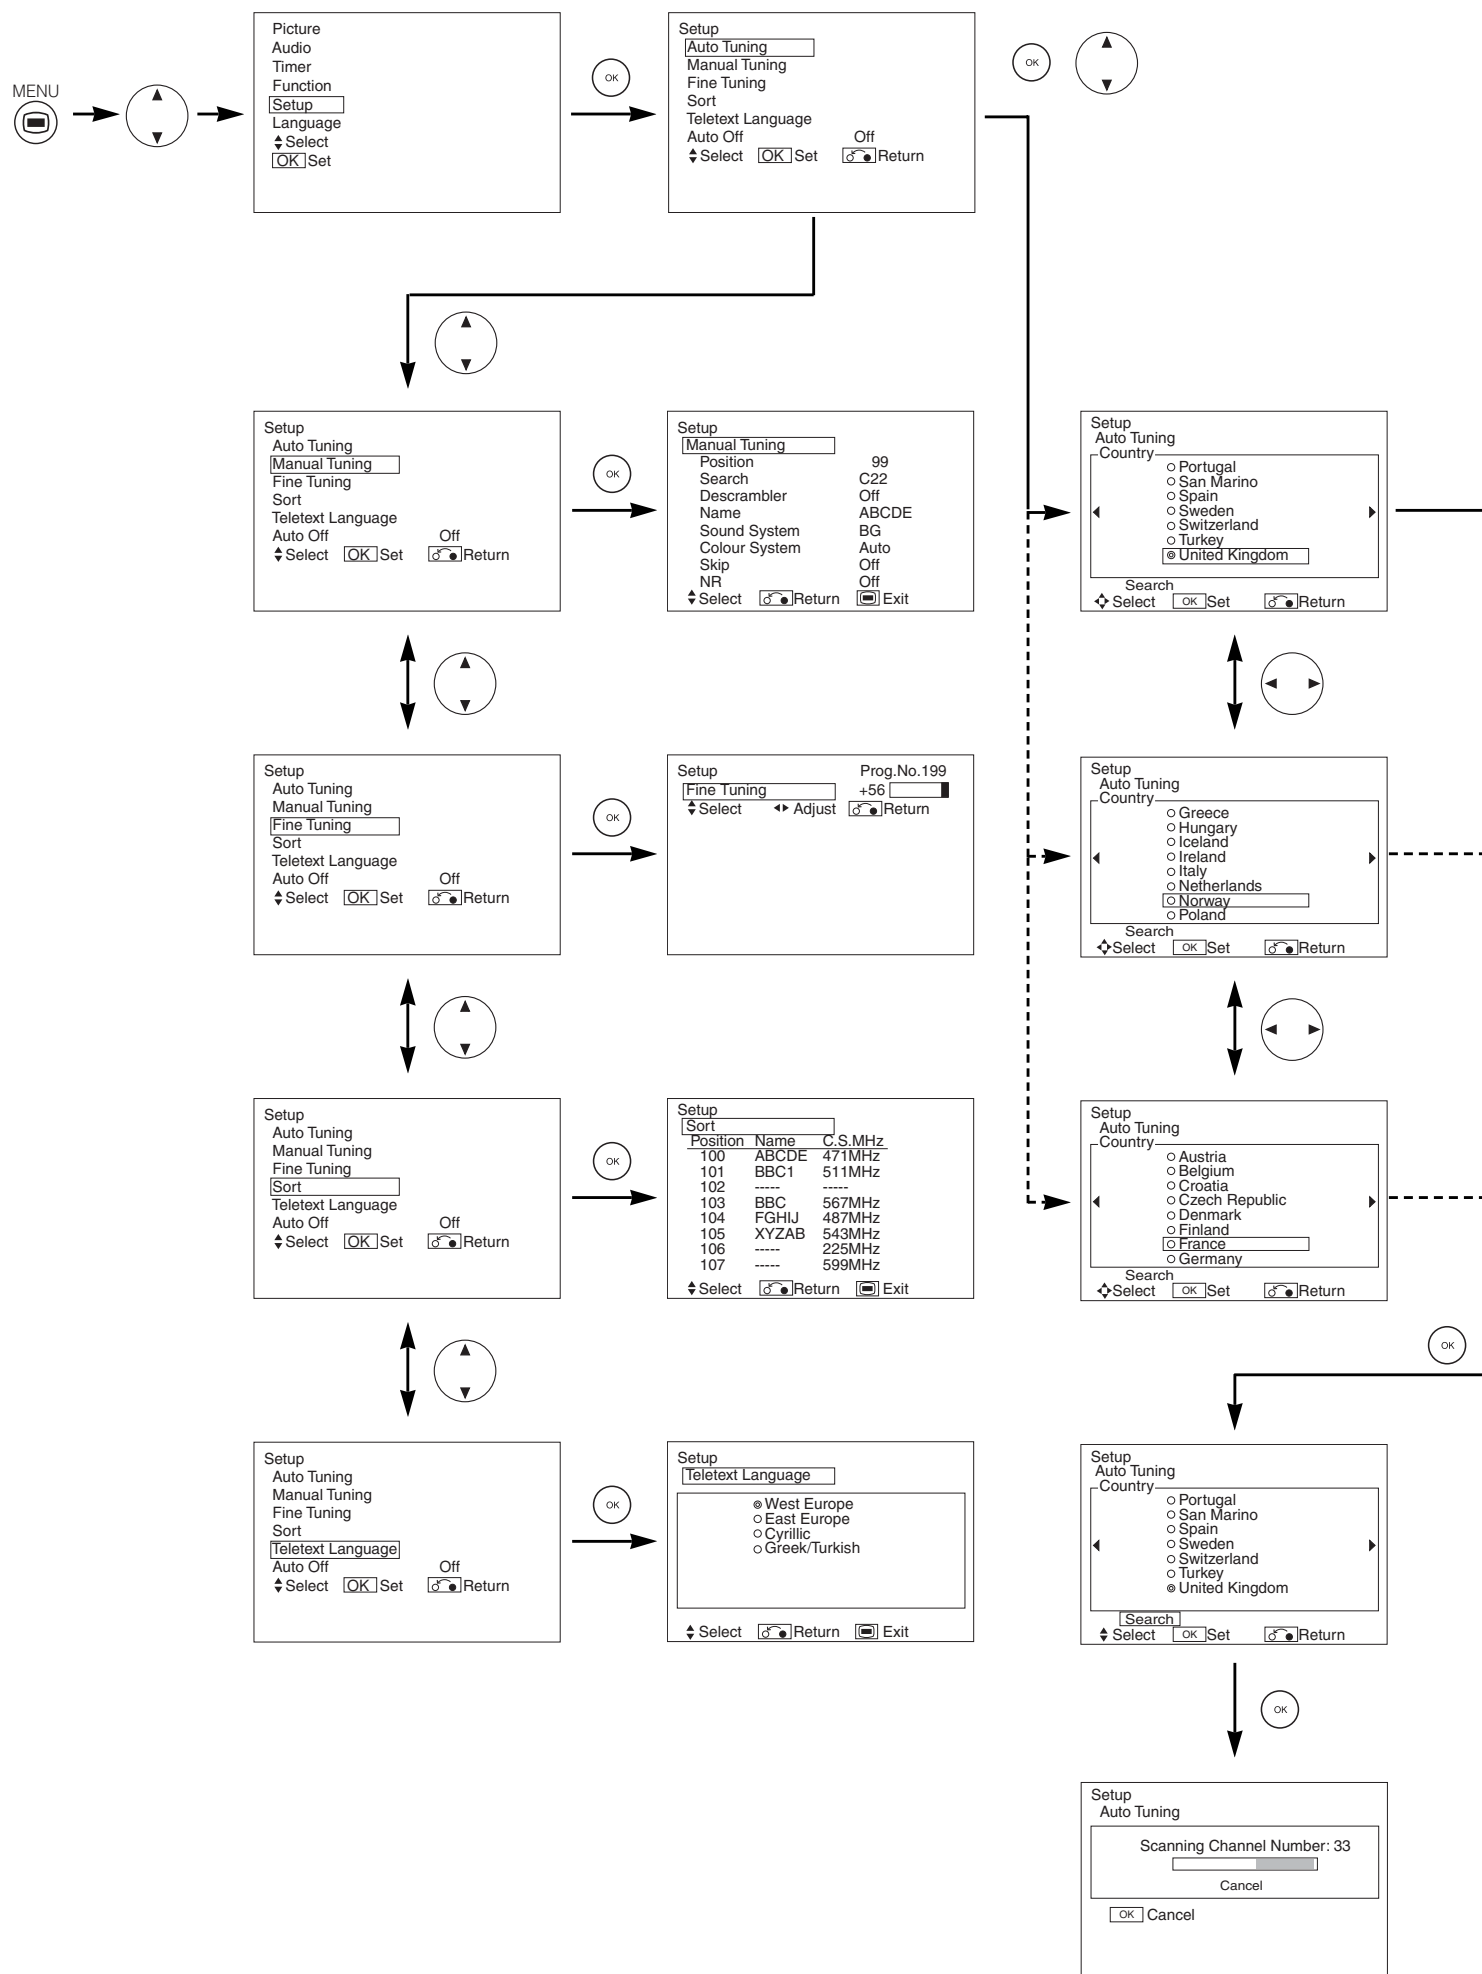 MENU
Picture
Audio
Timer
Function
Setup
Language
Select
OK Set
OK
Setup
Auto Tuning
Manual Tuning
Fine Tuning
Sort
Teletext Language
Auto Off Off
Select OK Set Return
OK
Setup
Auto Tuning
Manual Tuning
Fine Tuning
Sort
Teletext Language
Auto Off Off
Select OK Set Return
OK
Setup
Manual Tuning
Position 99
Search C22
Descrambler Off
Name ABCDE
Sound System BG
Colour System Auto
Skip Off
NR Off
Select Return Exit
Setup
Auto Tuning
Country
Portugal
San Marino
Spain
Sweden
Switzerland
Turkey
United Kingdom
Search
Select OK Set Return
Setup
Auto Tuning
Manual Tuning
Fine Tuning
Sort
Teletext Language
Auto Off Off
Select OK Set Return
OK
Setup Prog.No.199
Fine Tuning +56
Select Adjust Return
Setup
Auto Tuning
Country
Greece
Hungary
Iceland
Ireland
Italy
Netherlands
Norway
Poland
Search
Select OK Set Return
Setup
Auto Tuning
Manual Tuning
Fine Tuning
Sort
Teletext Language
Auto Off Off
Select OK Set Return
OK
Setup
Sort
Position Name C.S.MHz
100 ABCDE 471MHz
101 BBC1 511MHz
102 ----- -----
103 BBC 567MHz
104 FGHIJ 487MHz
105 XYZAB 543MHz
106 ----- 225MHz
107 ----- 599MHz
Select Return Exit
Setup
Auto Tuning
Country
Austria
Belgium
Croatia
Czech Republic
Denmark
Finland
France
Germany
Search
Select OK Set Return
OK
Setup
Auto Tuning
Manual Tuning
Fine Tuning
Sort
Teletext Language
Auto Off Off
Select OK Set Return
OK
Setup
Teletext Language
West Europe
East Europe
Cyrillic
Greek/Turkish
Select Return Exit
Setup
Auto Tuning
Country
Portugal
San Marino
Spain
Sweden
Switzerland
Turkey
United Kingdom
Search
Select OK Set Return
OK
Setup
Auto Tuning
Scanning Channel Number: 33
Cancel
OK Cancel